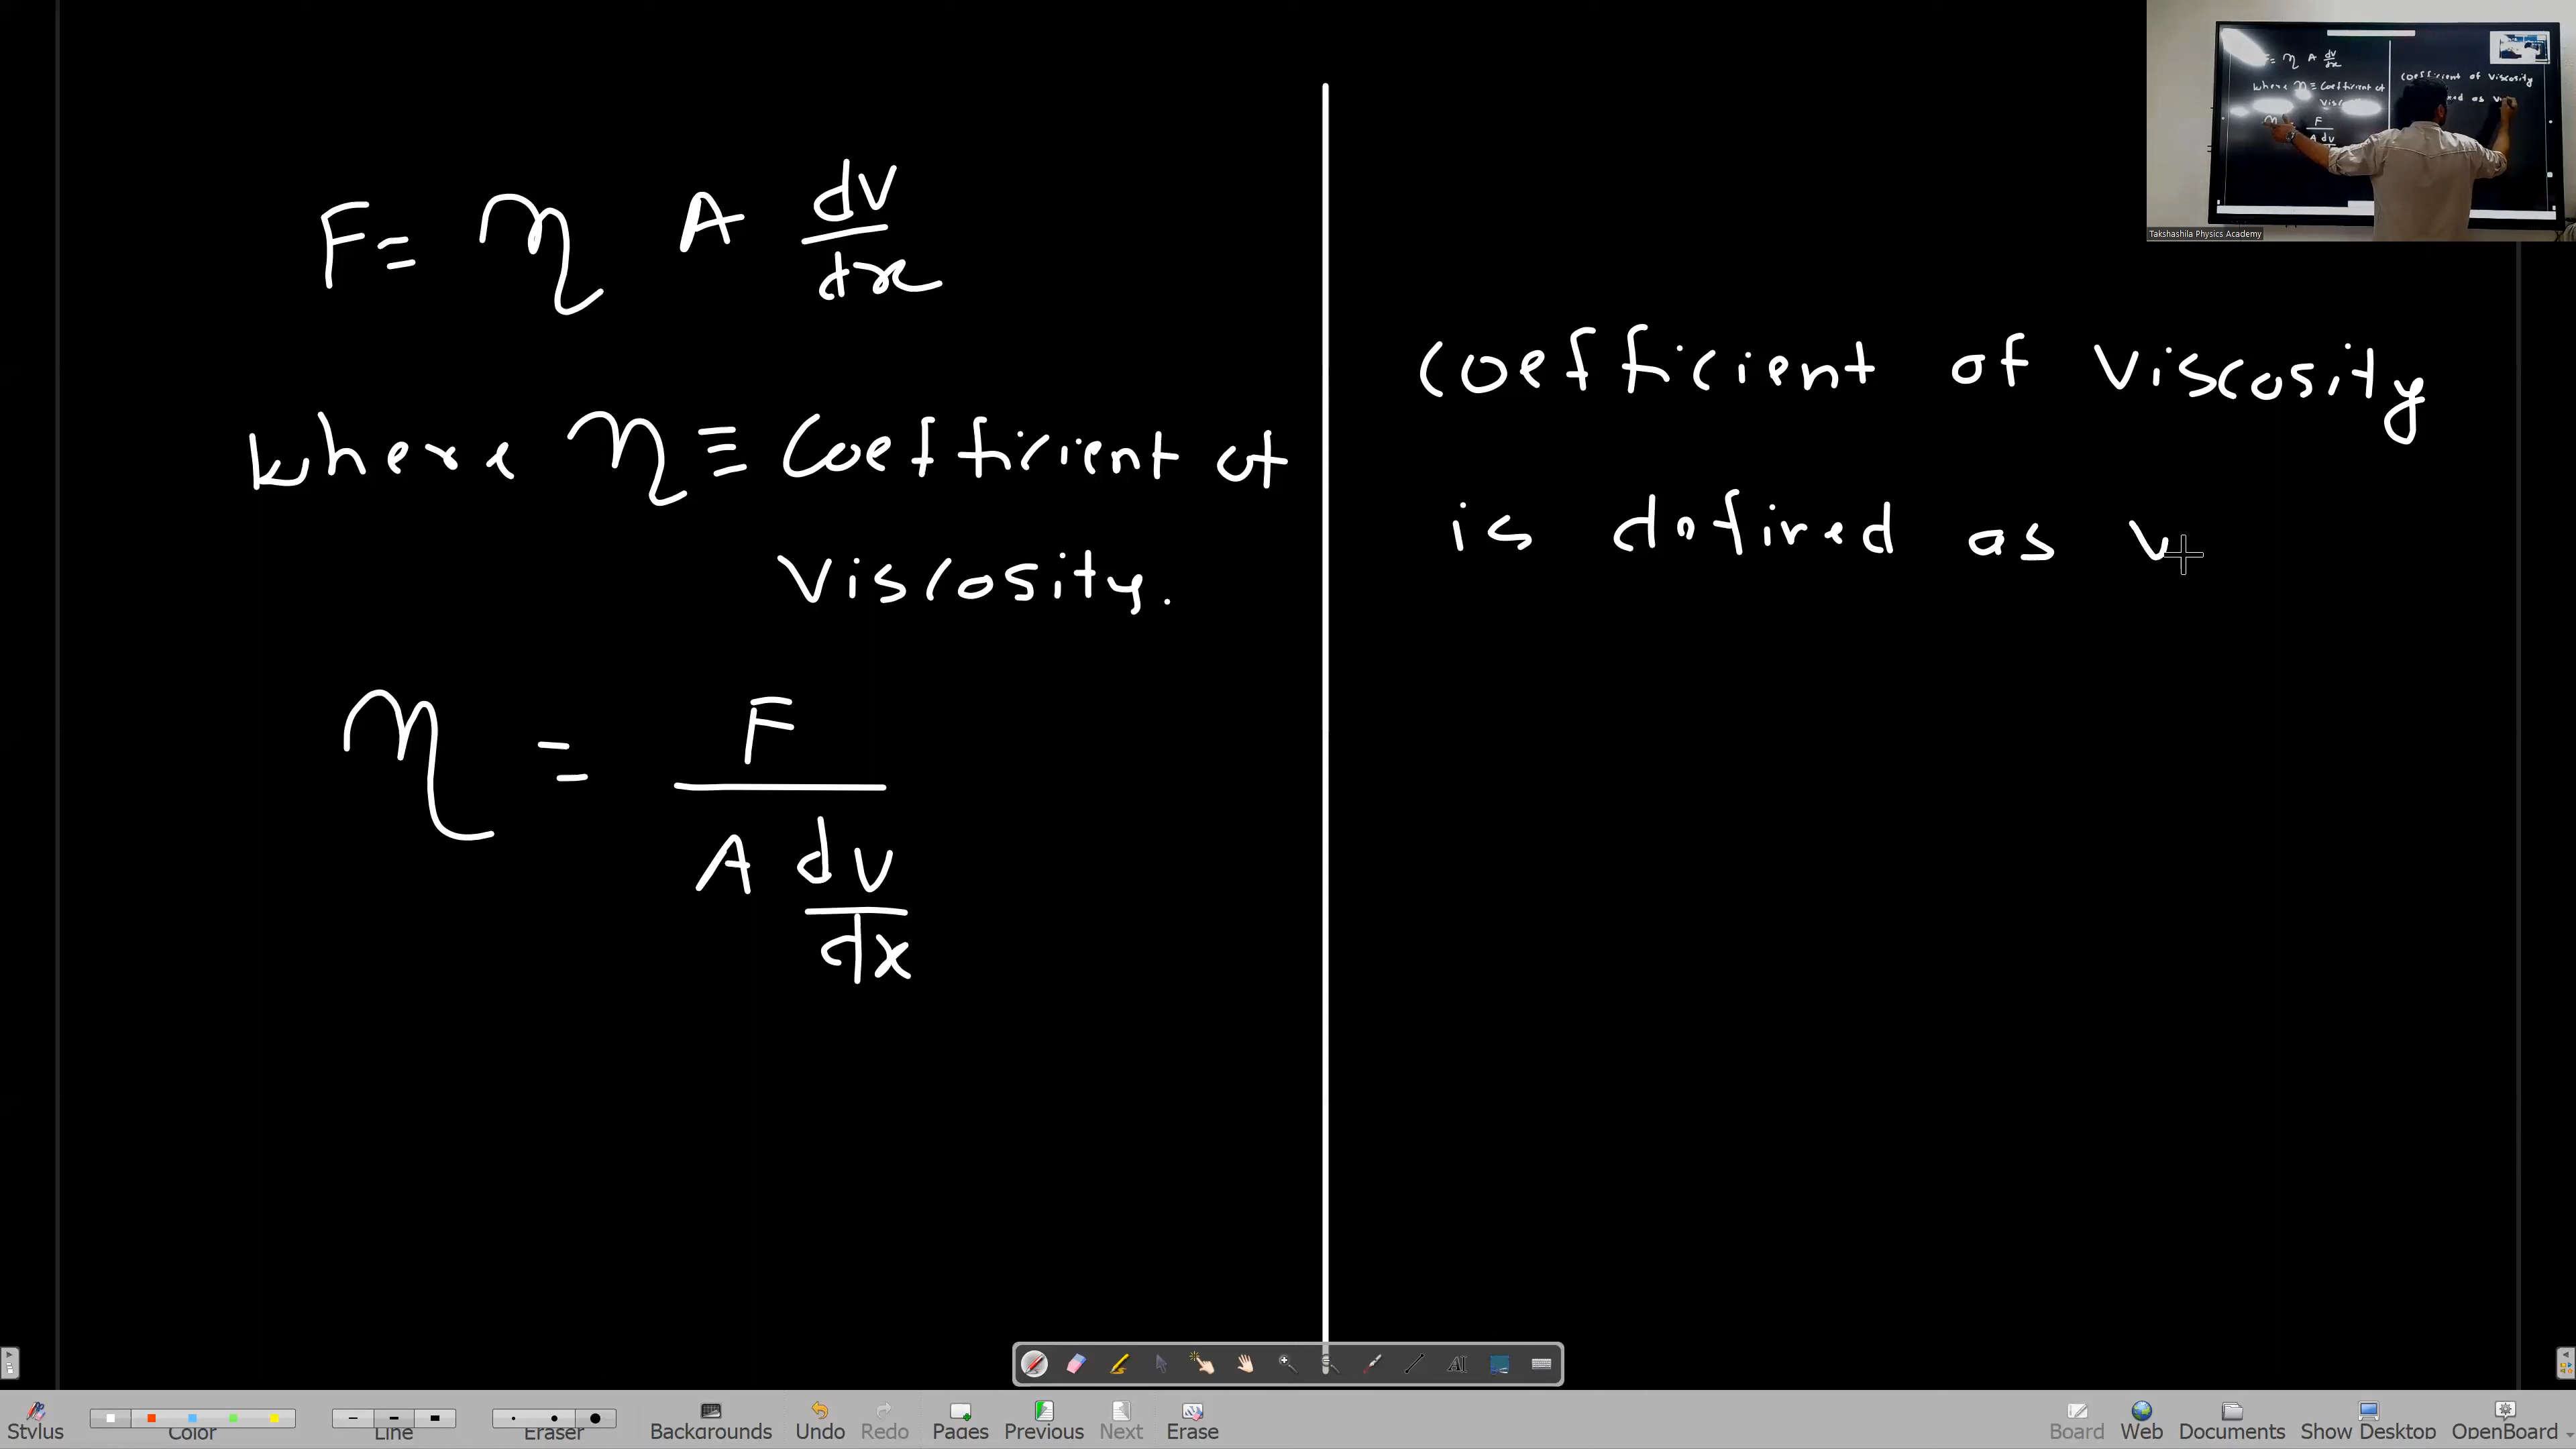 F = η A dv/dx
where η ≡ Coefficient of
viscosity.
η = F / A dv/dx
Coefficient of viscosity
is defined as v
Takshashila Physics Academy
Stylus Color Line Eraser Backgrounds Undo Redo Pages Previous Next Erase Board Web Documents Show Desktop OpenBoard